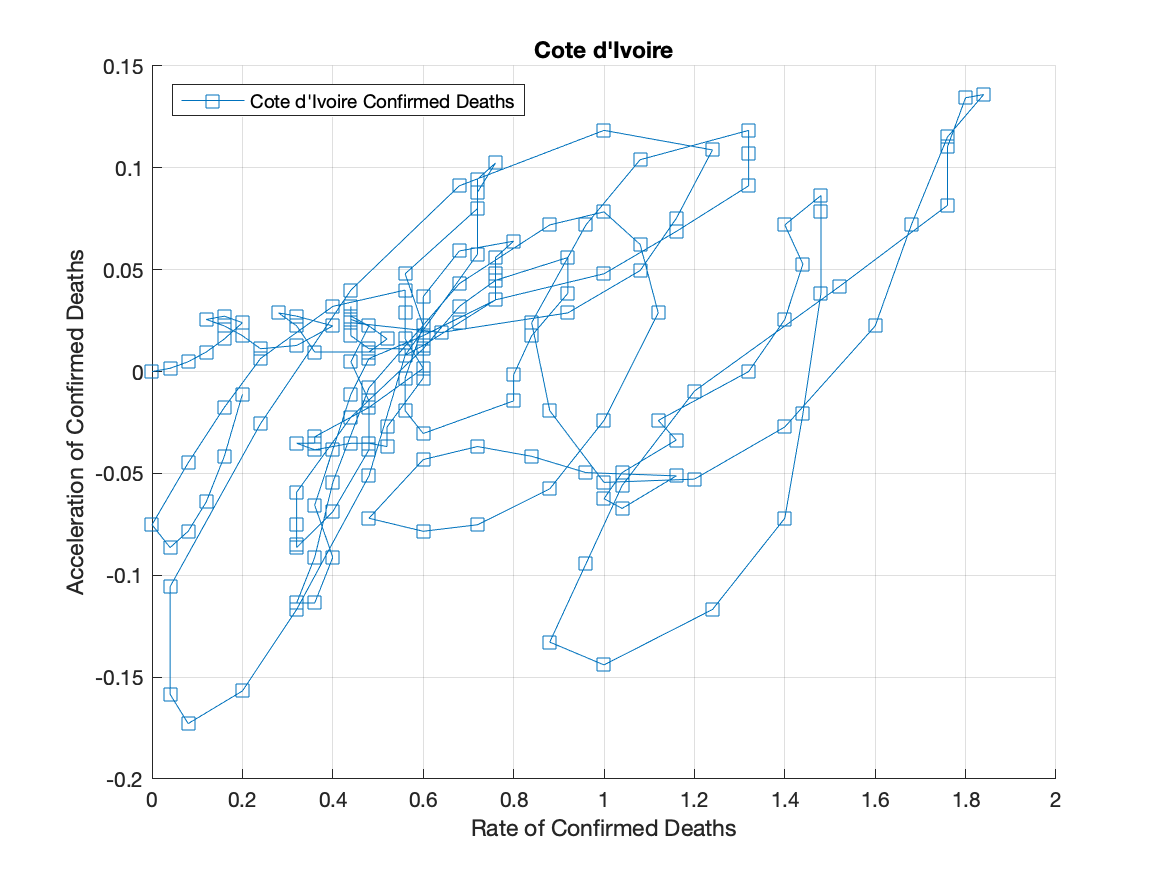 Cote d'Ivoire
Cote d'Ivoire Confirmed Deaths
0.15
0.1
0.05
0
-0.05
-0.1
-0.15
-0.2
Acceleration of Confirmed Deaths
0 0.2 0.4 0.6 0.8 1 1.2 1.4 1.6 1.8 2
Rate of Confirmed Deaths